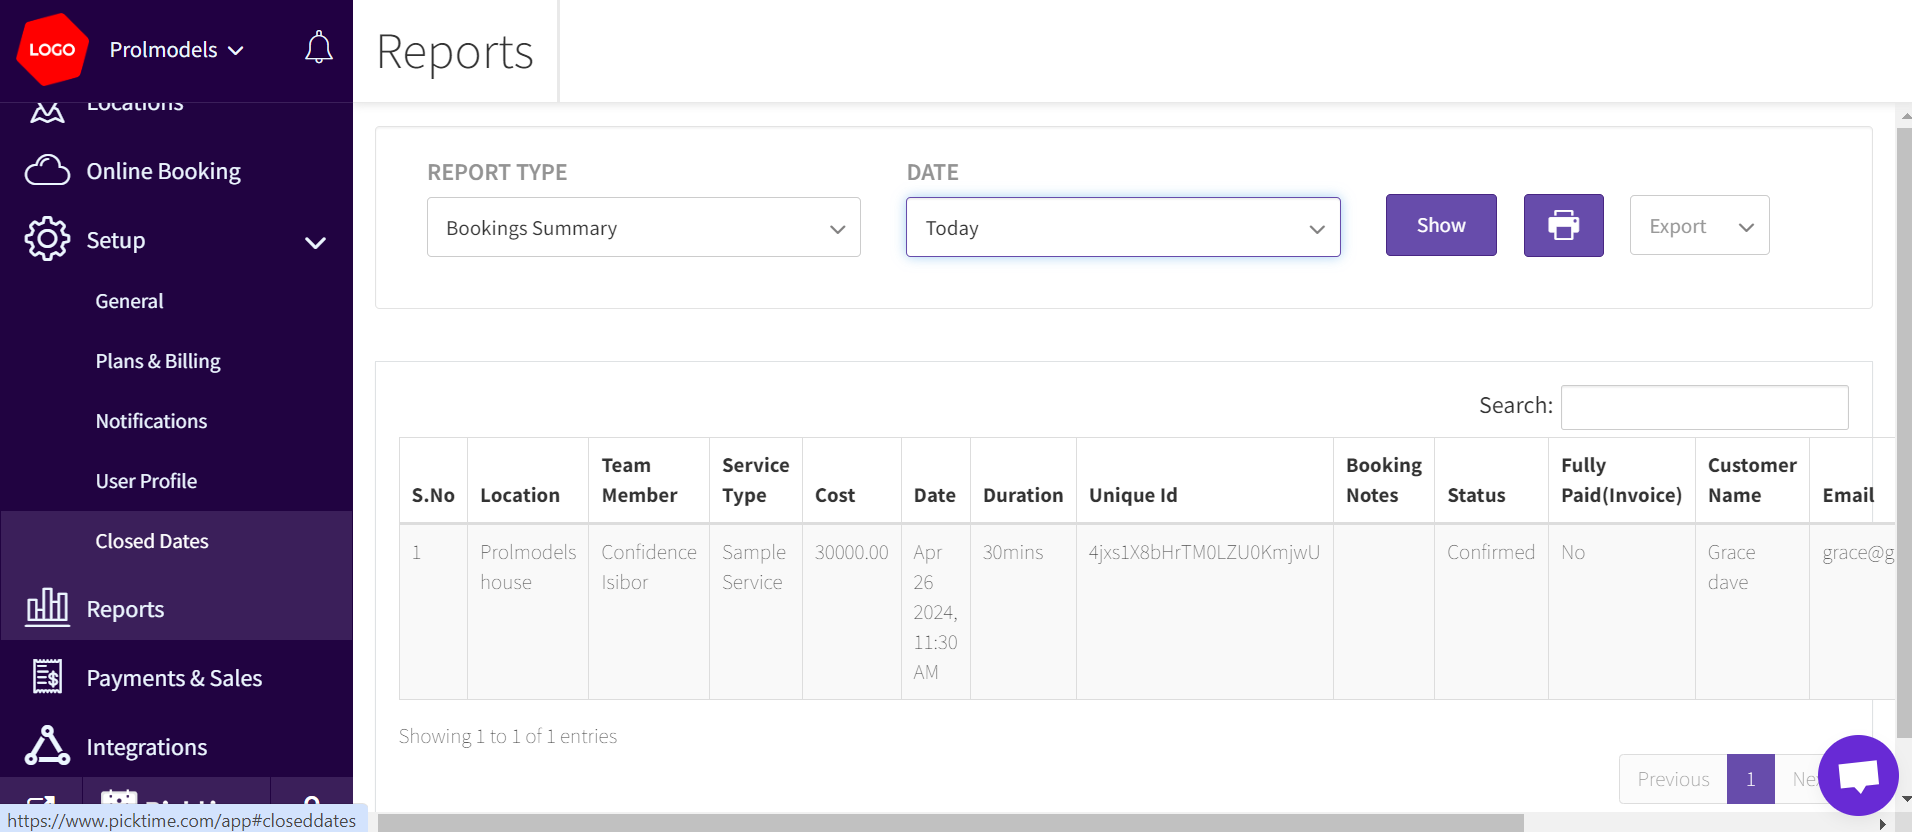 LOGO
Prolmodels
Locations
Online Booking
Setup
General
Plans & Billing
Notifications
User Profile
Closed Dates
Reports
Payments & Sales
Integrations
https://www.picktime.com/app#closeddates
Reports
REPORT TYPE
DATE
Bookings Summary
Today
Show
Export
Search:
S.No Location Team Member Service Type Cost Date Duration Unique Id Booking Notes Status Fully Paid(Invoice) Customer Name Email
1 Prolmodels house Confidence Isibor Sample Service 30000.00 Apr 26 2024, 11:30 AM 30mins 4jxs1X8bHrTM0LZU0KmjwU Confirmed No Grace dave grace@g
Showing 1 to 1 of 1 entries
Previous 1